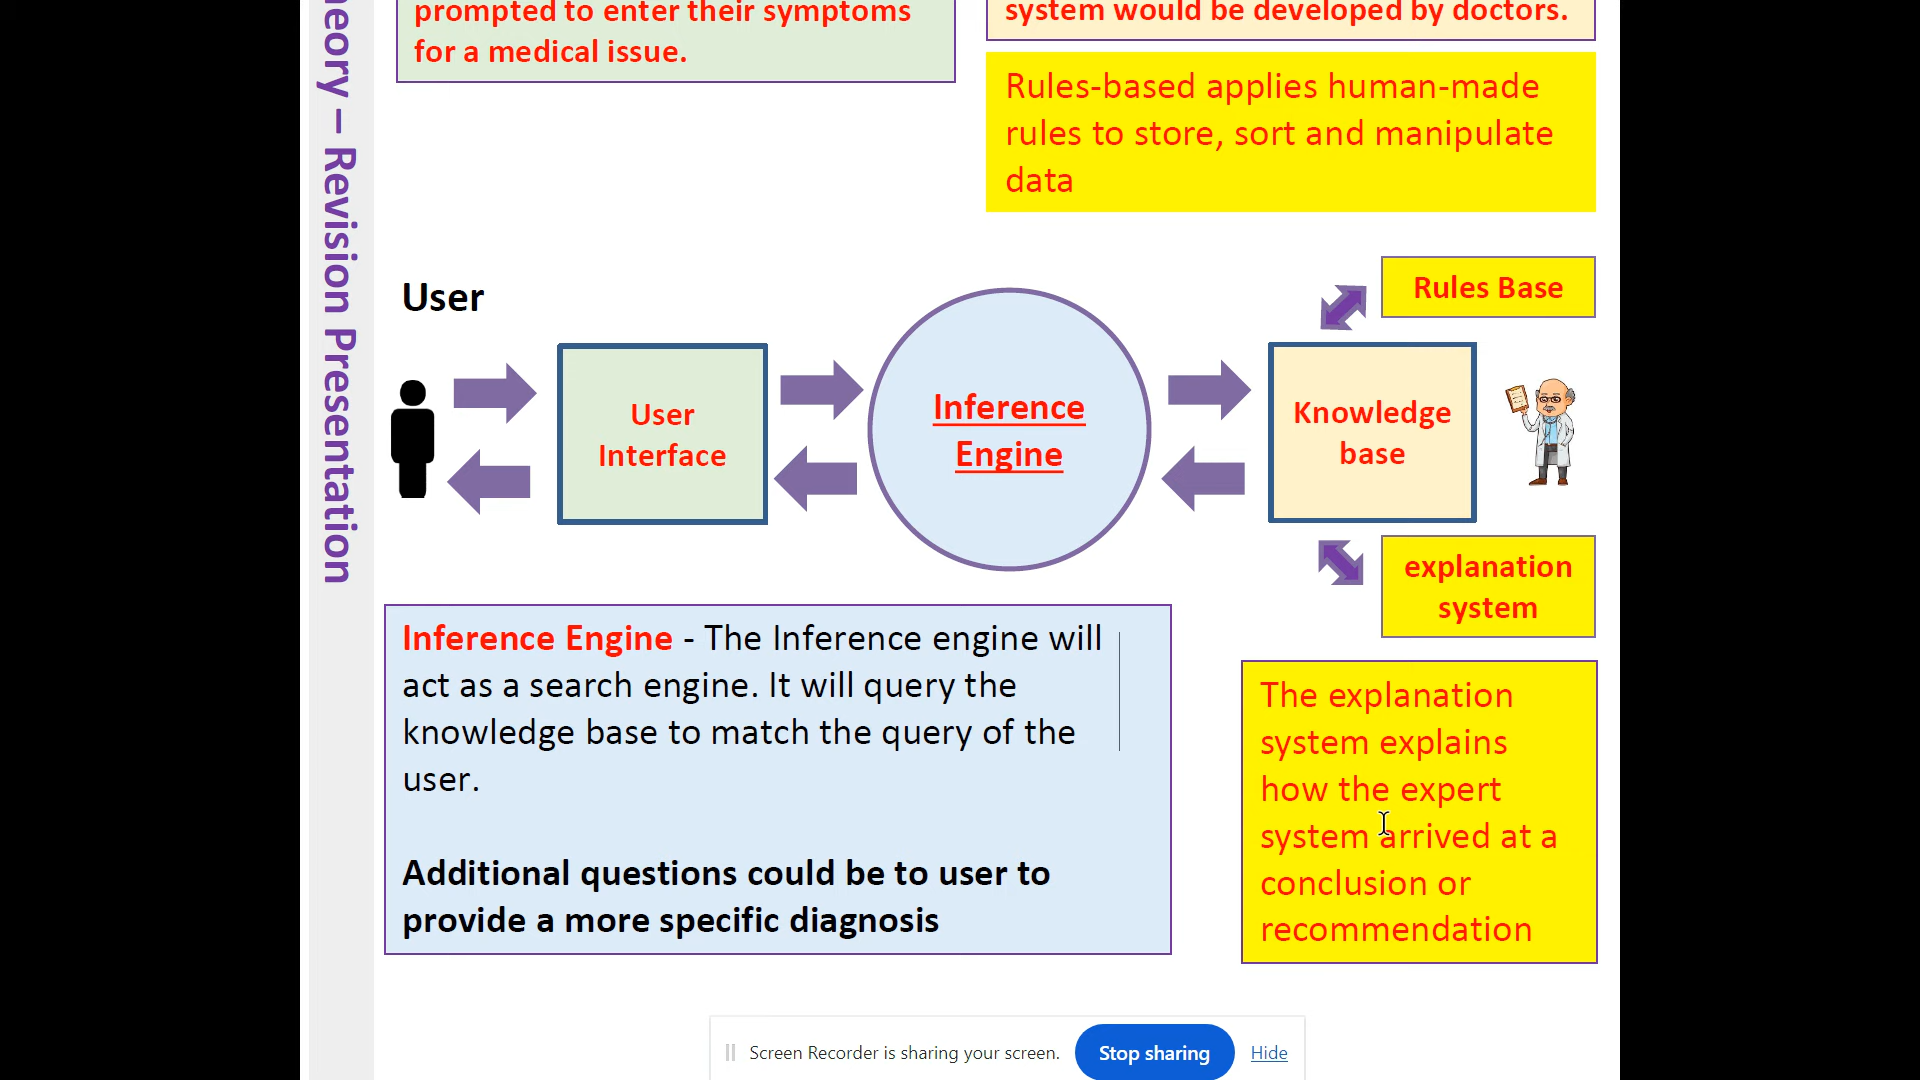 prompted to enter their symptoms
for a medical issue.
system would be developed by doctors.
Rules-based applies human-made
rules to store, sort and manipulate
data
heory – Revision Presentation
User
User
Interface
Inference
Engine
Knowledge
base
Rules Base
explanation
system
Inference Engine - The Inference engine will
act as a search engine. It will query the
knowledge base to match the query of the
user.
Additional questions could be to user to
provide a more specific diagnosis
The explanation
system explains
how the expert
system arrived at a
conclusion or
recommendation
Screen Recorder is sharing your screen.
Stop sharing
Hide